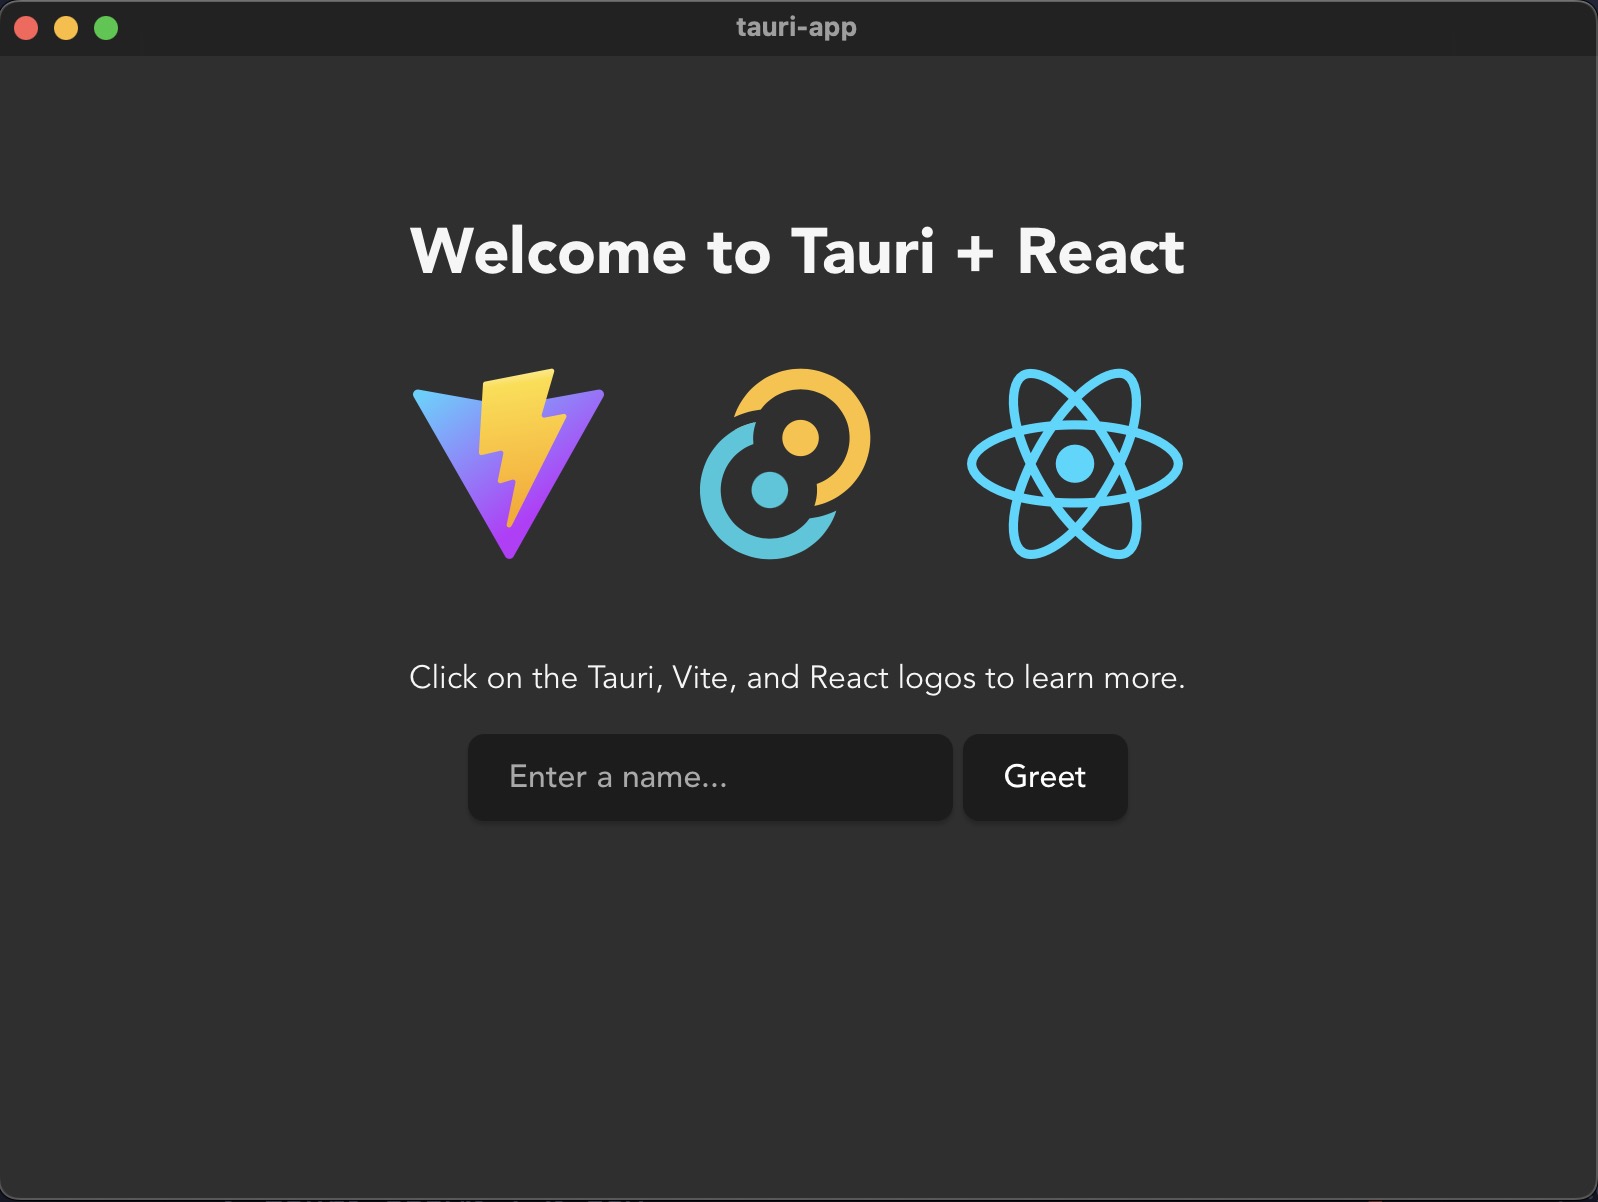 tauri-app
Welcome to Tauri + React
Click on the Tauri, Vite, and React logos to learn more.
Enter a name...
Greet